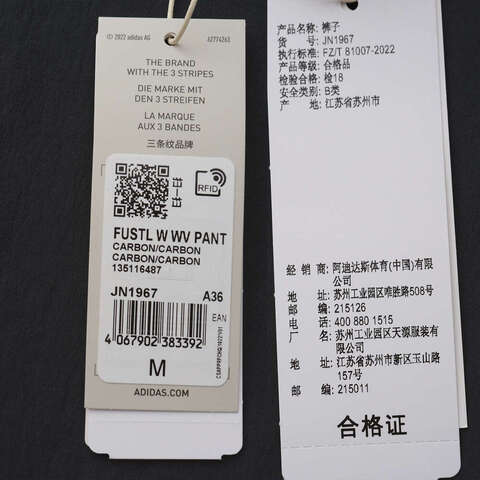 © 2022 adidas AG
A2774263
THE BRAND
WITH THE 3 STRIPES
DIE MARKE MIT
DEN 3 STREIFEN
LA MARQUE
AUX 3 BANDES
三条纹品牌
RFID
FUSTL W WV PANT
CARBON/CARBON
CARBON/CARBON
135116487
JN1967 A36
EAN
4 067902 383392
M
ADIDAS.COM
产品名称: 裤子
货 号: JN1967
执行标准: FZ/T 81007-2022
产品等级: 合格品
检验合格: 检18
安全类别: B类
产 地: 江苏省苏州市
经 销 商: 阿迪达斯体育(中国)有限
公司
地 址: 苏州工业园区唯胜路508号
邮 编: 215126
电 话: 400 880 1515
厂 名: 苏州工业园区天源服装有
限公司
地 址: 江苏省苏州市新区玉山路
157号
邮 编: 215011
合格证